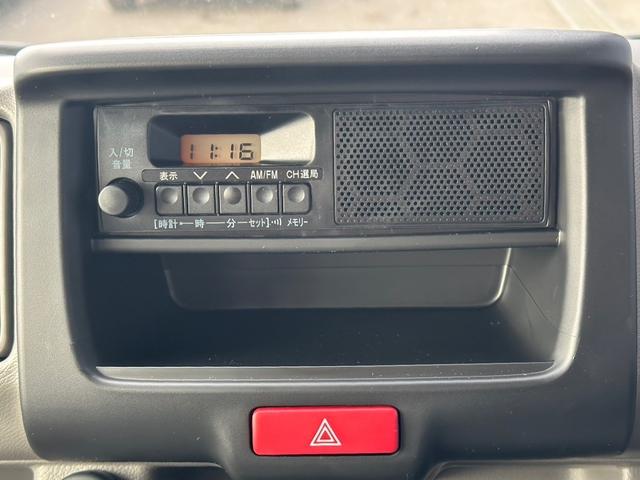 11:16
入/切
音量
表示 AM/FM CH選局
[時計 時 分 セット] メモリー